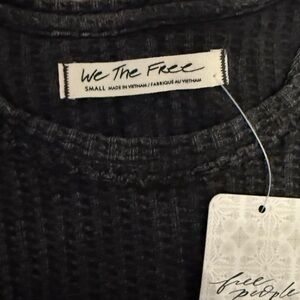 We The Free
SMALL MADE IN VIETNAM / FABRIQUÉ AU VIETNAM
free
people